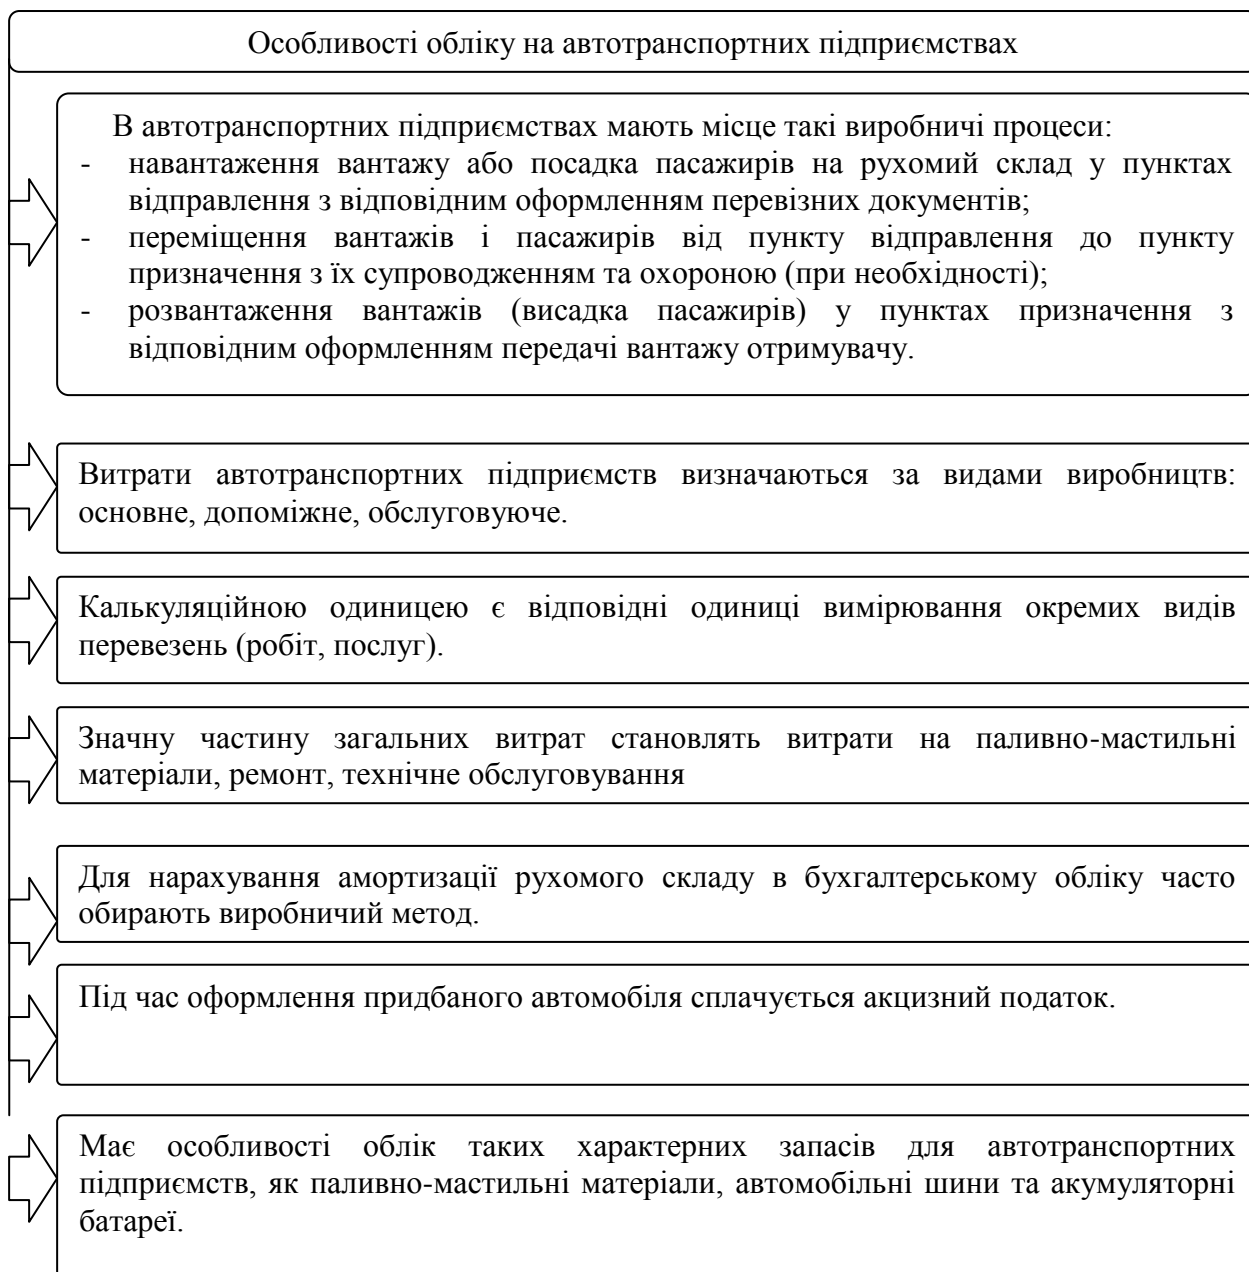 Особливості обліку на автотранспортних підприємствах
В автотранспортних підприємствах мають місце такі виробничі процеси:
- навантаження вантажу або посадка пасажирів на рухомий склад у пунктах
відправлення з відповідним оформленням перевізних документів;
- переміщення вантажів і пасажирів від пункту відправлення до пункту
призначення з їх супроводженням та охороною (при необхідності);
- розвантаження вантажів (висадка пасажирів) у пунктах призначення з
відповідним оформленням передачі вантажу отримувачу.
Витрати автотранспортних підприємств визначаються за видами виробництв:
основне, допоміжне, обслуговуюче.
Калькуляційною одиницею є відповідні одиниці вимірювання окремих видів
перевезень (робіт, послуг).
Значну частину загальних витрат становлять витрати на паливно-мастильні
матеріали, ремонт, технічне обслуговування
Для нарахування амортизації рухомого складу в бухгалтерському обліку часто
обирають виробничий метод.
Під час оформлення придбаного автомобіля сплачується акцизний податок.
Має особливості облік таких характерних запасів для автотранспортних
підприємств, як паливно-мастильні матеріали, автомобільні шини та акумуляторні
батареї.